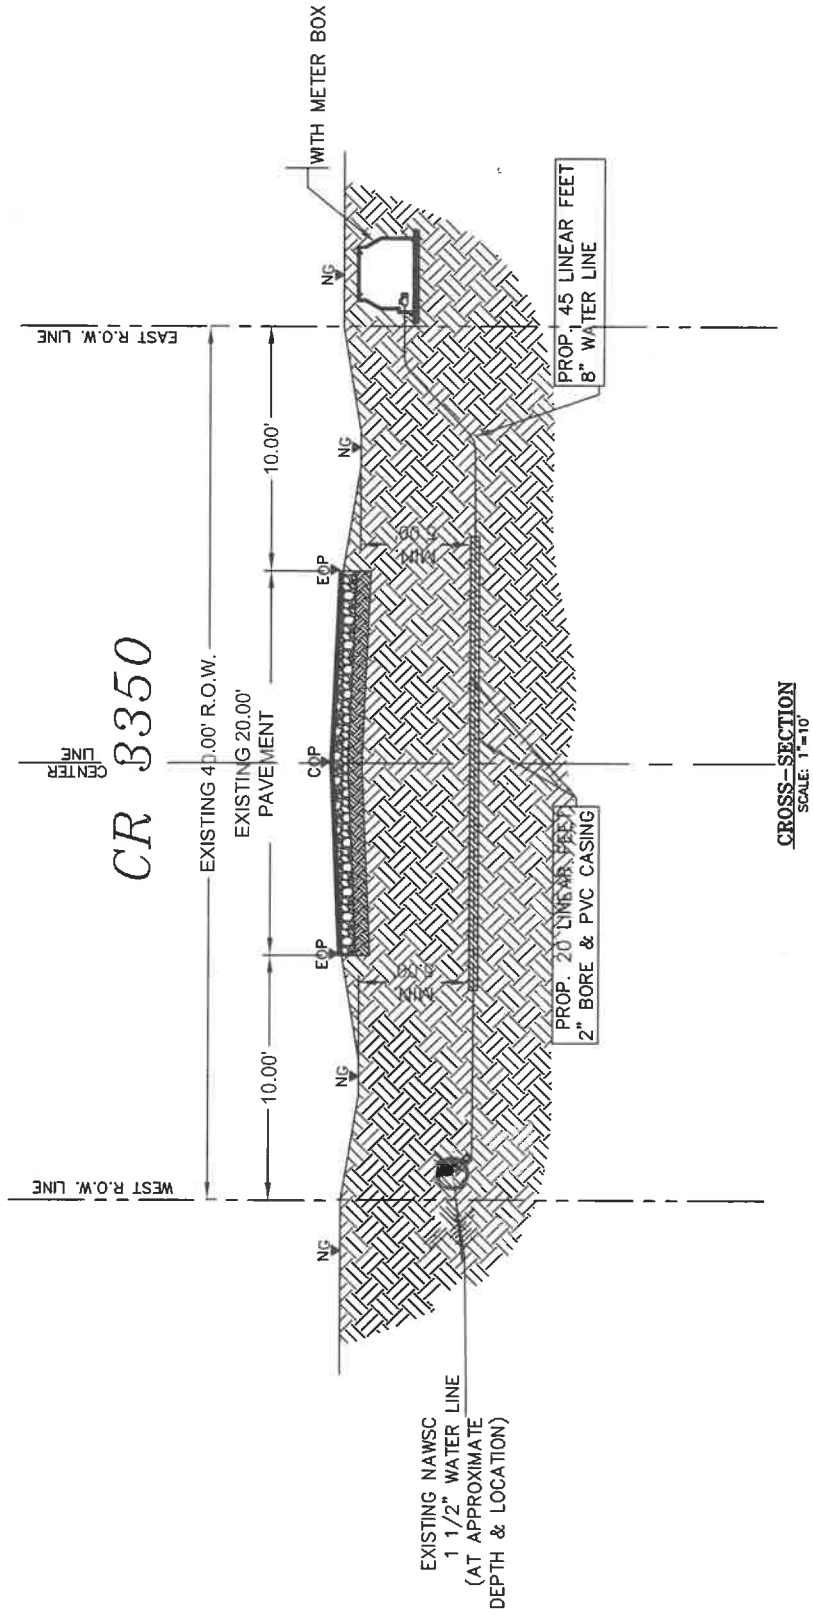 WEST R.O.W. LINE
CENTER
LINE
EAST R.O.W. LINE
CR 3350
EXISTING 40.00' R.O.W.
EXISTING 20.00'
PAVEMENT
10.00'
10.00'
NG
NG
EOP
COP
EOP
NG
NG
WITH METER BOX
MIN.
5.00'
MIN.
5.00'
EXISTING NAWSC
1 1/2" WATER LINE
(AT APPROXIMATE
DEPTH & LOCATION)
PROP. 20 LINEAR FEET
2" BORE & PVC CASING
PROP. 45 LINEAR FEET
8" WATER LINE
CROSS-SECTION
SCALE: 1"=10'